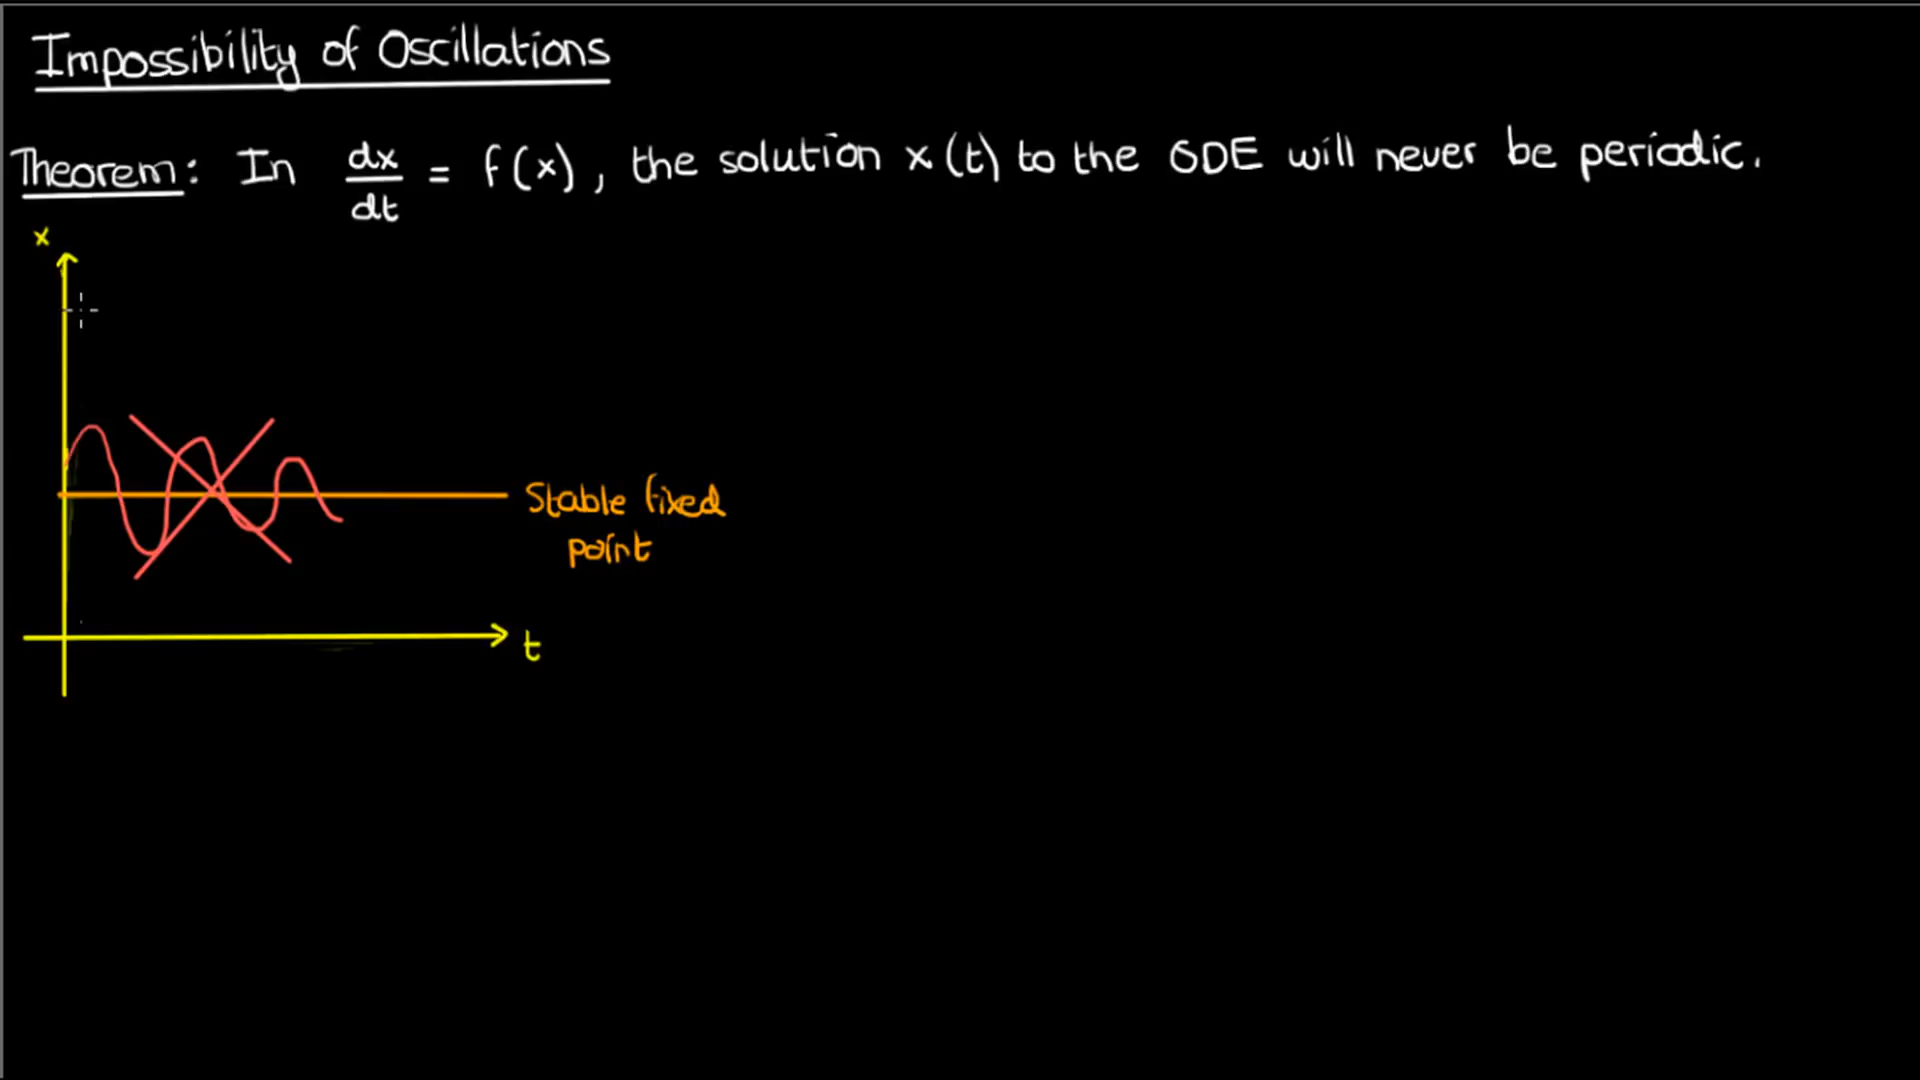 Impossibility of Oscillations
Theorem: In dx/dt = f(x), the solution x(t) to the ODE will never be periodic.
x
Stable fixed
point
t